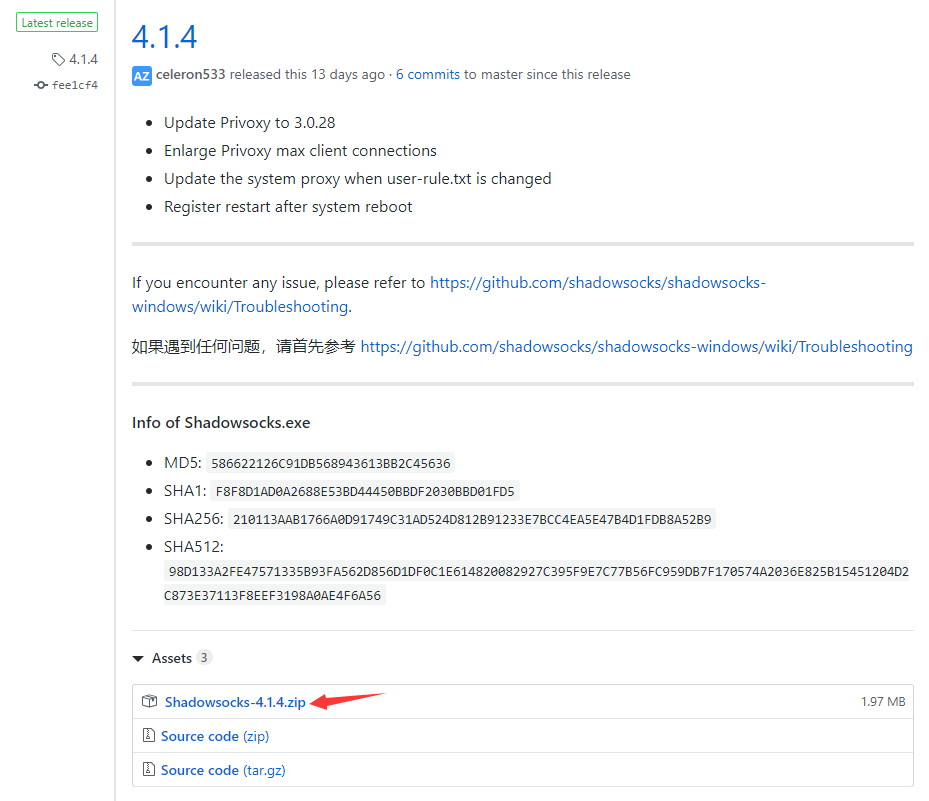 Latest release
4.1.4
fee1cf4
4.1.4
AZ celeron533 released this 13 days ago · 6 commits to master since this release
Update Privoxy to 3.0.28
Enlarge Privoxy max client connections
Update the system proxy when user-rule.txt is changed
Register restart after system reboot
If you encounter any issue, please refer to https://github.com/shadowsocks/shadowsocks-
windows/wiki/Troubleshooting.
如果遇到任何问题，请首先参考 https://github.com/shadowsocks/shadowsocks-windows/wiki/Troubleshooting
Info of Shadowsocks.exe
MD5: 586622126C91DB568943613BB2C45636
SHA1: F8F8D1AD0A2688E53BD44450BBDF2030BBD01FD5
SHA256: 210113AAB1766A0D91749C31AD524D812B91233E7BCC4EA5E47B4D1FDB8A52B9
SHA512:
98D133A2FE47571335B93FA562D856D1DF0C1E614820082927C395F9E7C77B56FC959DB7F170574A2036E825B15451204D2
C873E37113F8EEF3198A0AE4F6A56
Assets 3
Shadowsocks-4.1.4.zip 1.97 MB
Source code (zip)
Source code (tar.gz)